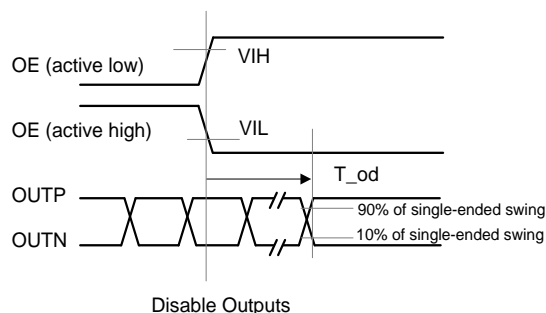 OE (active low)
VIH
OE (active high)
VIL
T_od
OUTP
90% of single-ended swing
OUTN
10% of single-ended swing
Disable Outputs